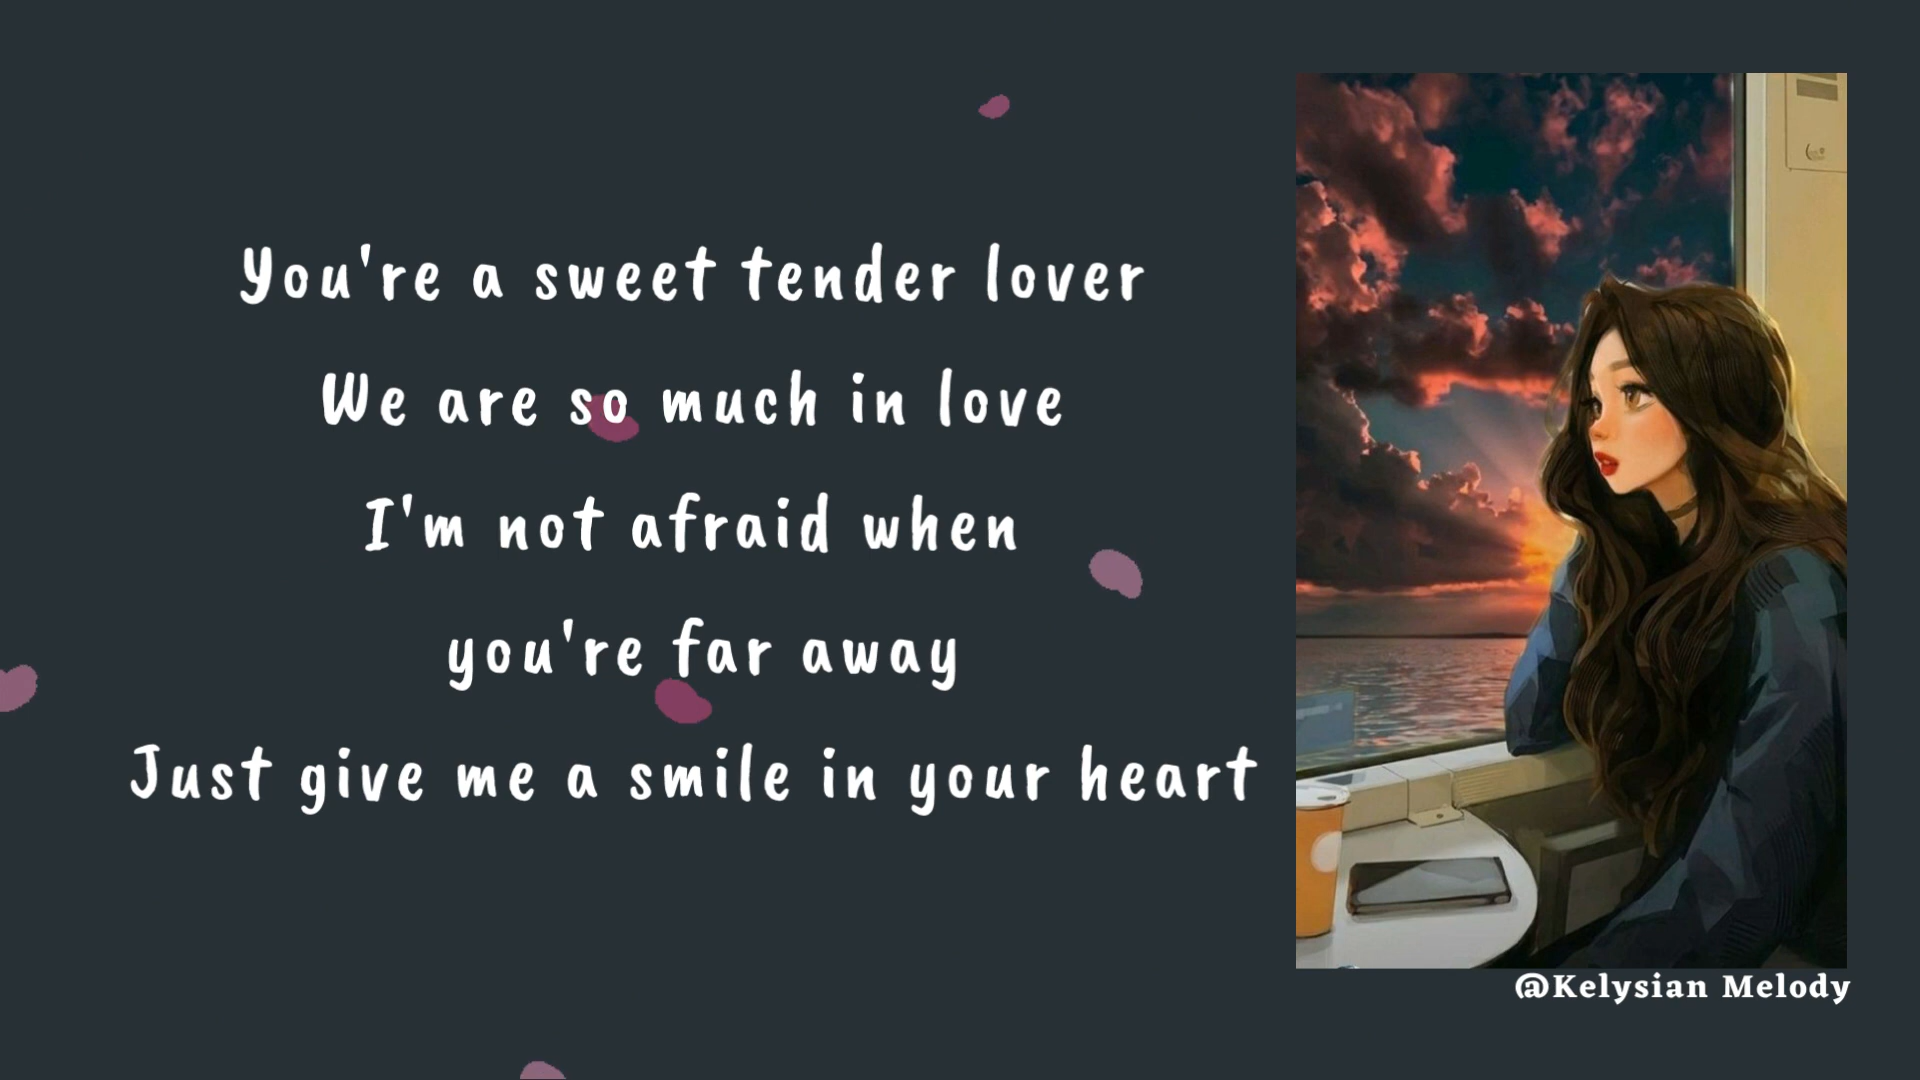 You're a sweet tender lover
We are so much in love
I'm not afraid when
you're far away
Just give me a smile in your heart
@Kelysian Melody